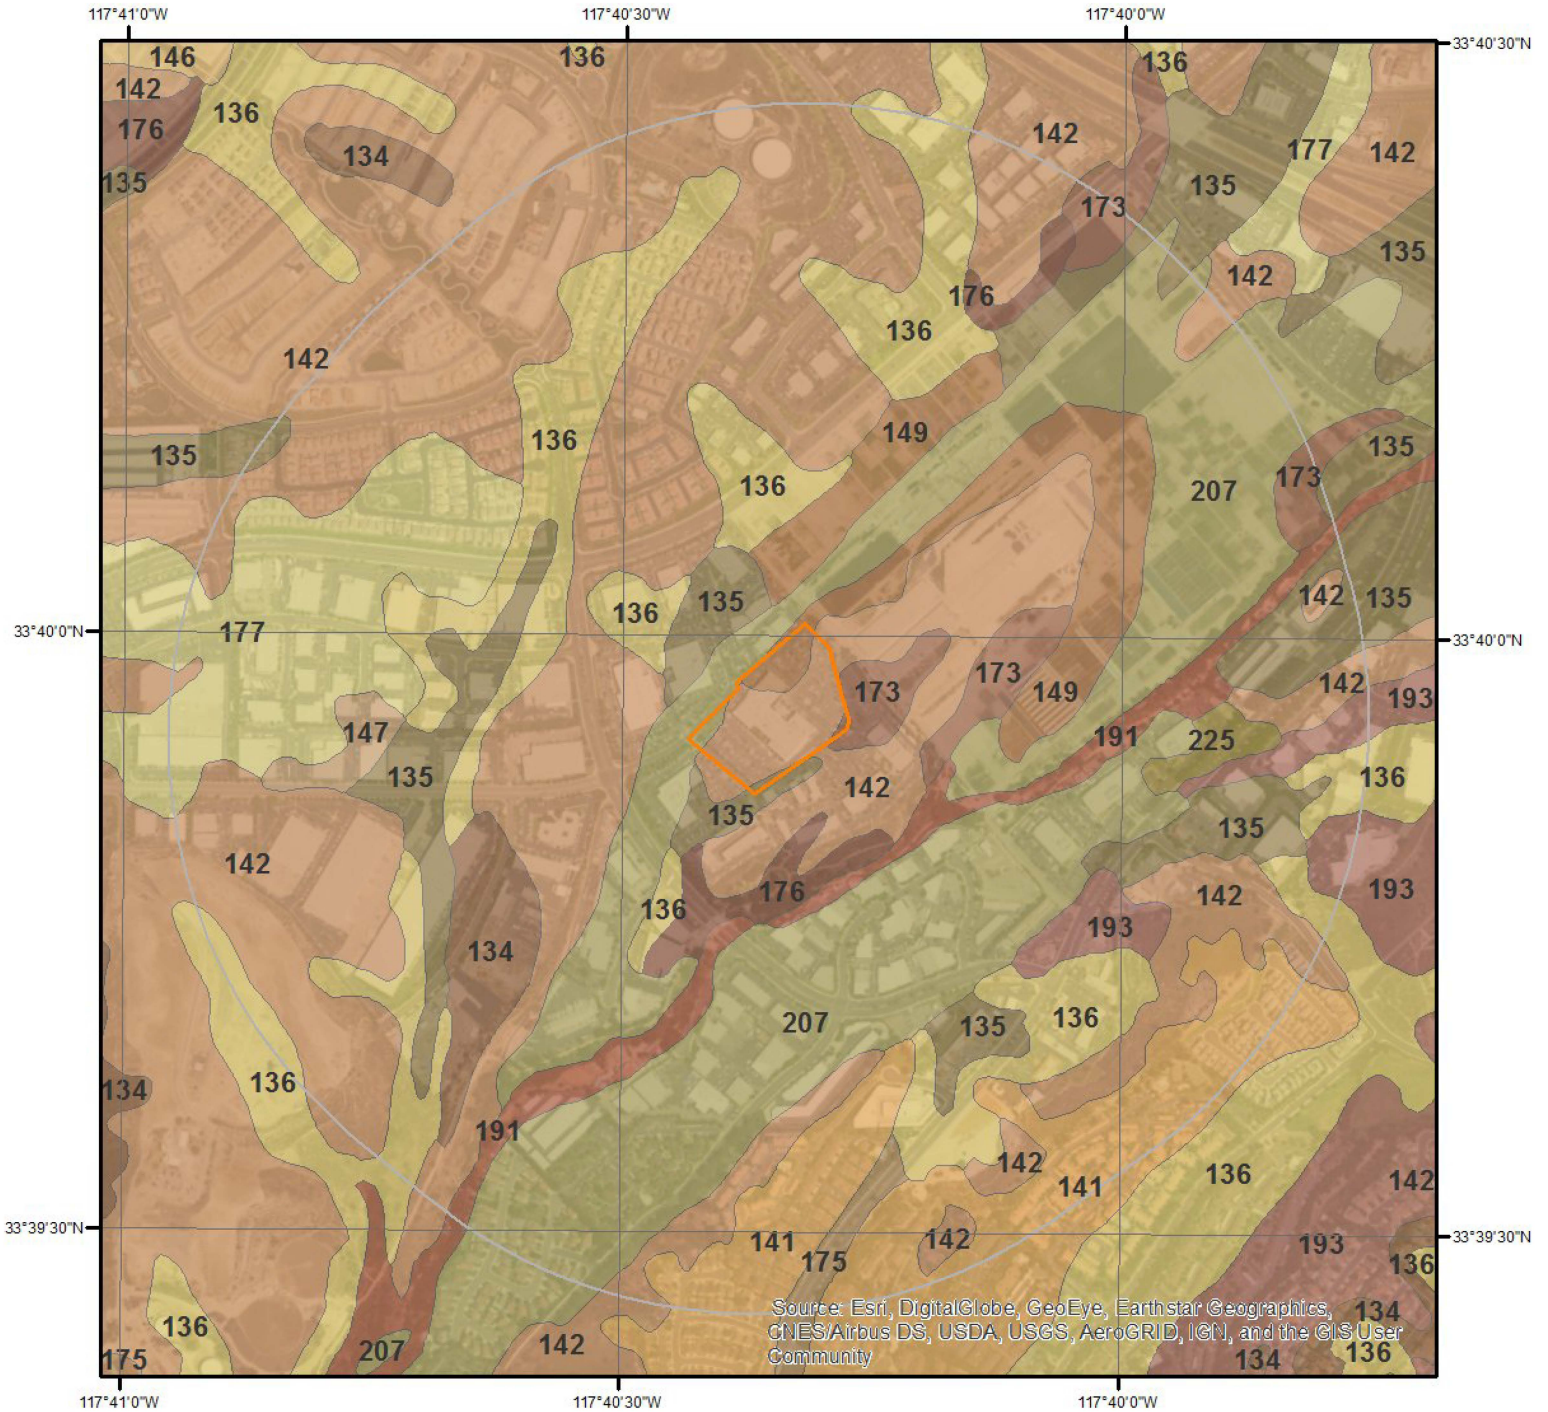 117°41'0"W 117°40'30"W 117°40'0"W
146 136 136
33°40'30"N
142
136
176 142
134 177 142
135 135
173
135
142
176
136
142
149
135 136 135
173
136 207
135 142 135
136
33°40'0"N 177 33°40'0"N
173 173 142
149 193
147 191 225
135 142 136
135 135
142
176 193
142
136 193
134
207 135 136
136
134
191
142 136 142
141
33°39'30"N 141 142 193 33°39'30"N
175 136
Source: Esri, DigitalGlobe, GeoEye, Earthstar Geographics,
134
136 CNES/Airbus DS, USDA, USGS, AeroGRID, IGN, and the GIS User
207 142 136
175 Community 134
117°41'0"W 117°40'30"W 117°40'0"W